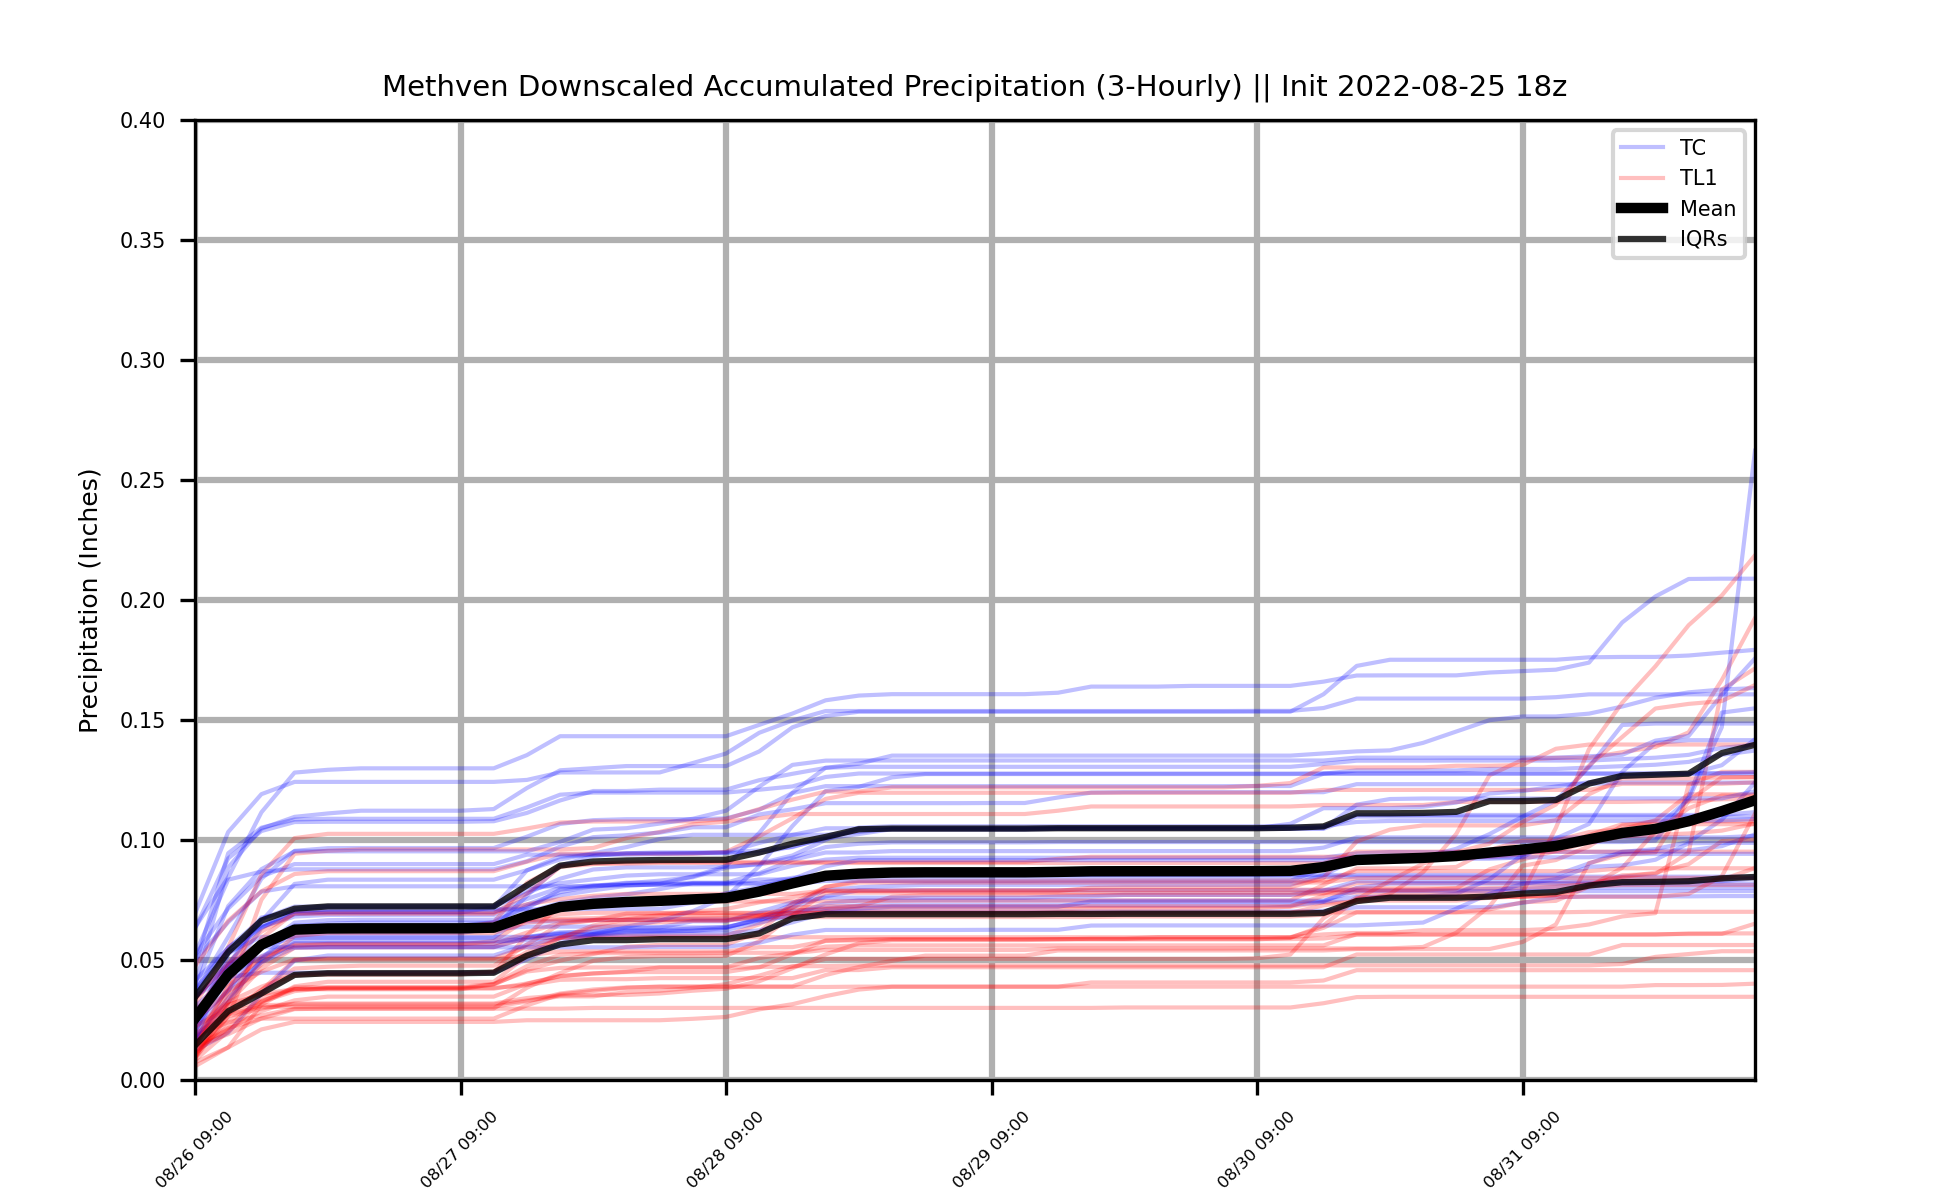 Methven Downscaled Accumulated Precipitation (3-Hourly) || Init 2022-08-25 18z
TC
TL1
Mean
IQRs
Precipitation (Inches)
0.40
0.35
0.30
0.25
0.20
0.15
0.10
0.05
0.00
08/26 09:00
08/27 09:00
08/28 09:00
08/29 09:00
08/30 09:00
08/31 09:00